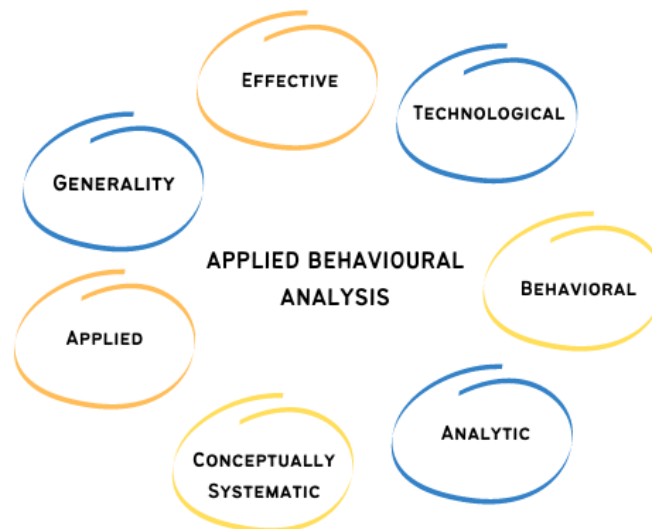 EFFECTIVE
TECHNOLOGICAL
GENERALITY
APPLIED BEHAVIOURAL
ANALYSIS
BEHAVIORAL
APPLIED
ANALYTIC
CONCEPTUALLY
SYSTEMATIC